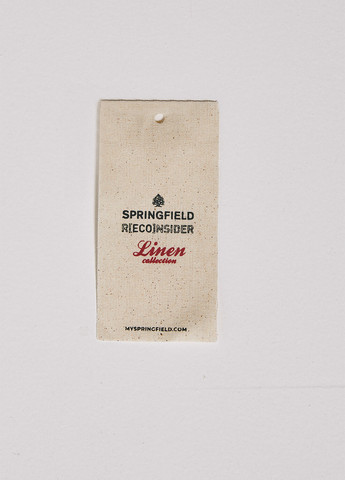 SPRINGFIELD
R[ECO]NSIDER
Linen
collection
MYSPRINGFIELD.COM